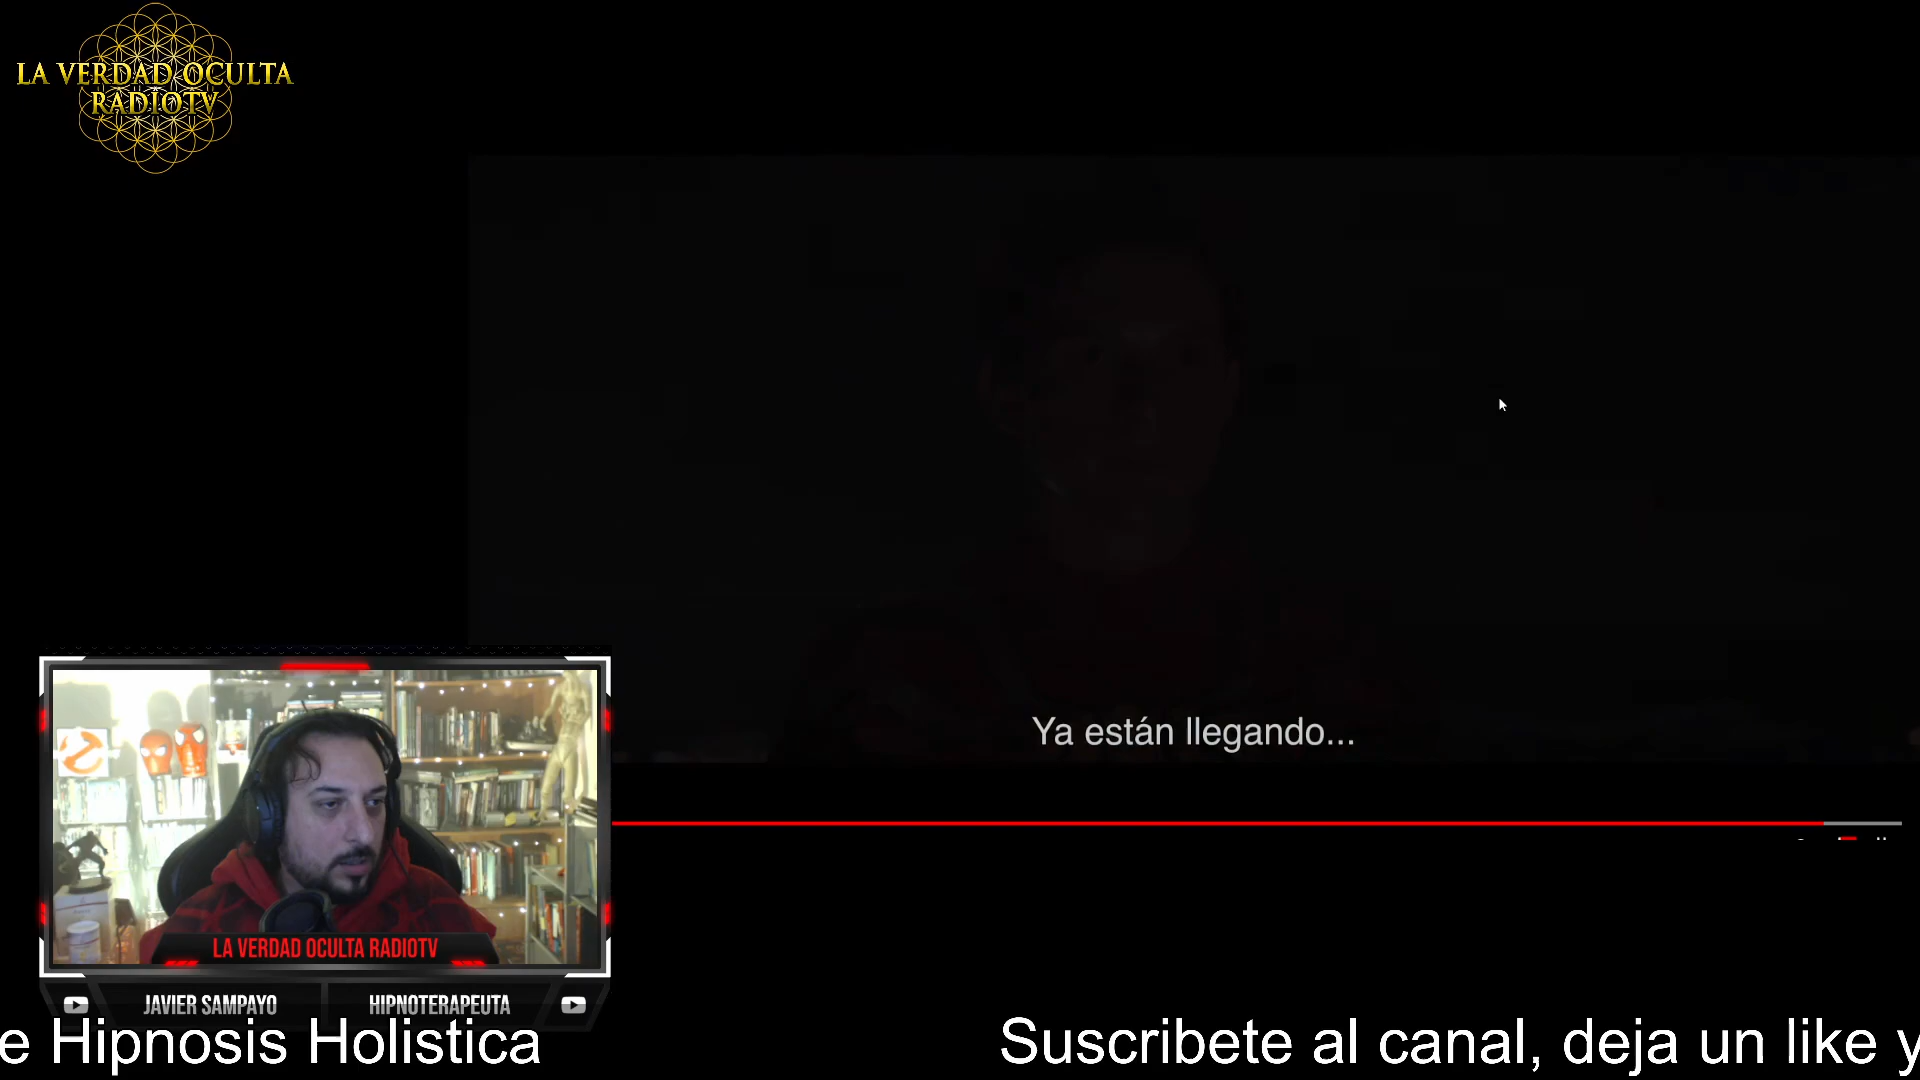 LA VERDAD OCULTA
RADIOTV
Ya están llegando...
LA VERDAD OCULTA RADIOTV
JAVIER SAMPAYO
HIPNOTERAPEUTA
e Hipnosis Holistica
Suscribete al canal, deja un like y